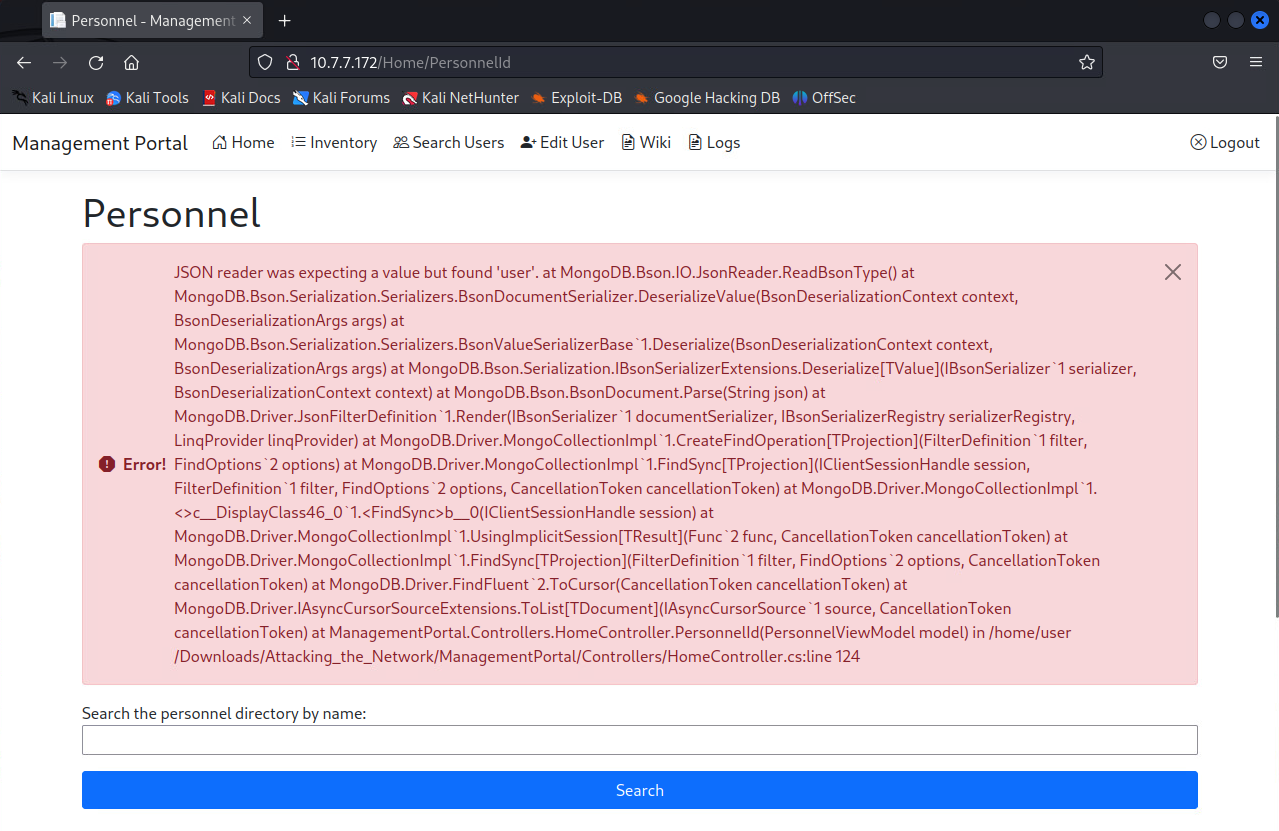 Personnel - Management
10.7.7.172/Home/PersonnelId
Kali Linux Kali Tools Kali Docs Kali Forums Kali NetHunter Exploit-DB Google Hacking DB OffSec
Management Portal Home Inventory Search Users Edit User Wiki Logs Logout
Personnel
JSON reader was expecting a value but found 'user'. at MongoDB.Bson.IO.JsonReader.ReadBsonType() at
MongoDB.Bson.Serialization.Serializers.BsonDocumentSerializer.DeserializeValue(BsonDeserializationContext context,
BsonDeserializationArgs args) at
MongoDB.Bson.Serialization.Serializers.BsonValueSerializerBase`1.Deserialize(BsonDeserializationContext context,
BsonDeserializationArgs args) at MongoDB.Bson.Serialization.IBsonSerializerExtensions.Deserialize[TValue](IBsonSerializer`1 serializer,
BsonDeserializationContext context) at MongoDB.Bson.BsonDocument.Parse(String json) at
MongoDB.Driver.JsonFilterDefinition`1.Render(IBsonSerializer`1 documentSerializer, IBsonSerializerRegistry serializerRegistry,
LinqProvider linqProvider) at MongoDB.Driver.MongoCollectionImpl`1.CreateFindOperation[TProjection](FilterDefinition`1 filter,
Error! FindOptions`2 options) at MongoDB.Driver.MongoCollectionImpl`1.FindSync[TProjection](IClientSessionHandle session,
FilterDefinition`1 filter, FindOptions`2 options, CancellationToken cancellationToken) at MongoDB.Driver.MongoCollectionImpl`1.
<>c__DisplayClass46_0`1.<FindSync>b__0(IClientSessionHandle session) at
MongoDB.Driver.MongoCollectionImpl`1.UsingImplicitSession[TResult](Func`2 func, CancellationToken cancellationToken) at
MongoDB.Driver.MongoCollectionImpl`1.FindSync[TProjection](FilterDefinition`1 filter, FindOptions`2 options, CancellationToken
cancellationToken) at MongoDB.Driver.FindFluent`2.ToCursor(CancellationToken cancellationToken) at
MongoDB.Driver.IAsyncCursorSourceExtensions.ToList[TDocument](IAsyncCursorSource`1 source, CancellationToken
cancellationToken) at ManagementPortal.Controllers.HomeController.PersonnelId(PersonnelViewModel model) in /home/user
/Downloads/Attacking_the_Network/ManagementPortal/Controllers/HomeController.cs:line 124
Search the personnel directory by name:
Search